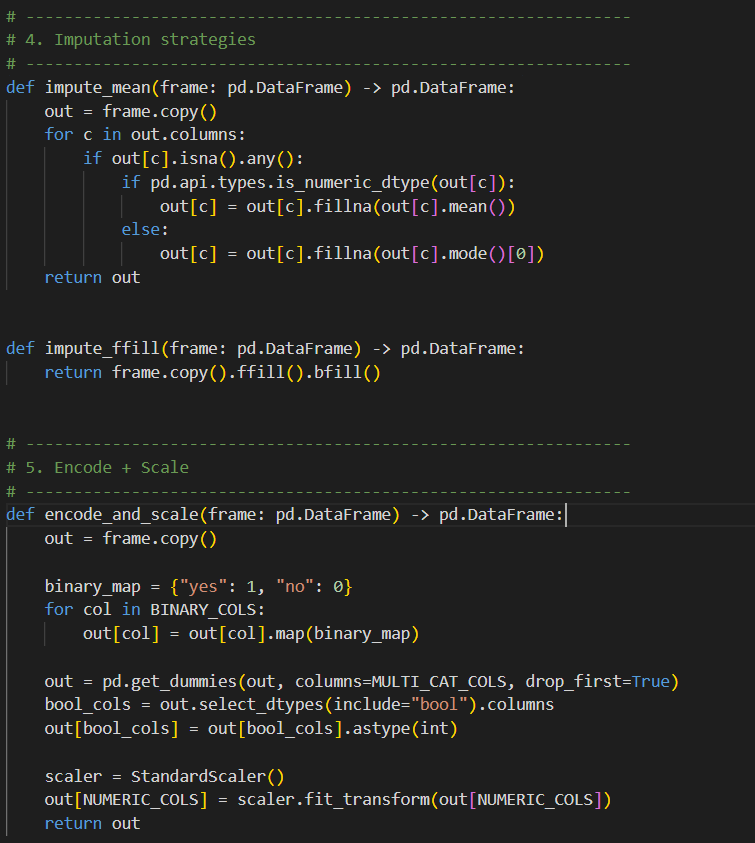 # ---------------------------------------------------------------
# 4. Imputation strategies
# ---------------------------------------------------------------
def impute_mean(frame: pd.DataFrame) -> pd.DataFrame:
    out = frame.copy()
    for c in out.columns:
        if out[c].isna().any():
            if pd.api.types.is_numeric_dtype(out[c]):
                out[c] = out[c].fillna(out[c].mean())
            else:
                out[c] = out[c].fillna(out[c].mode()[0])
    return out
def impute_ffill(frame: pd.DataFrame) -> pd.DataFrame:
    return frame.copy().ffill().bfill()
# ---------------------------------------------------------------
# 5. Encode + Scale
# ---------------------------------------------------------------
def encode_and_scale(frame: pd.DataFrame) -> pd.DataFrame:
    out = frame.copy()
    binary_map = {"yes": 1, "no": 0}
    for col in BINARY_COLS:
        out[col] = out[col].map(binary_map)
    out = pd.get_dummies(out, columns=MULTI_CAT_COLS, drop_first=True)
    bool_cols = out.select_dtypes(include="bool").columns
    out[bool_cols] = out[bool_cols].astype(int)
    scaler = StandardScaler()
    out[NUMERIC_COLS] = scaler.fit_transform(out[NUMERIC_COLS])
    return out